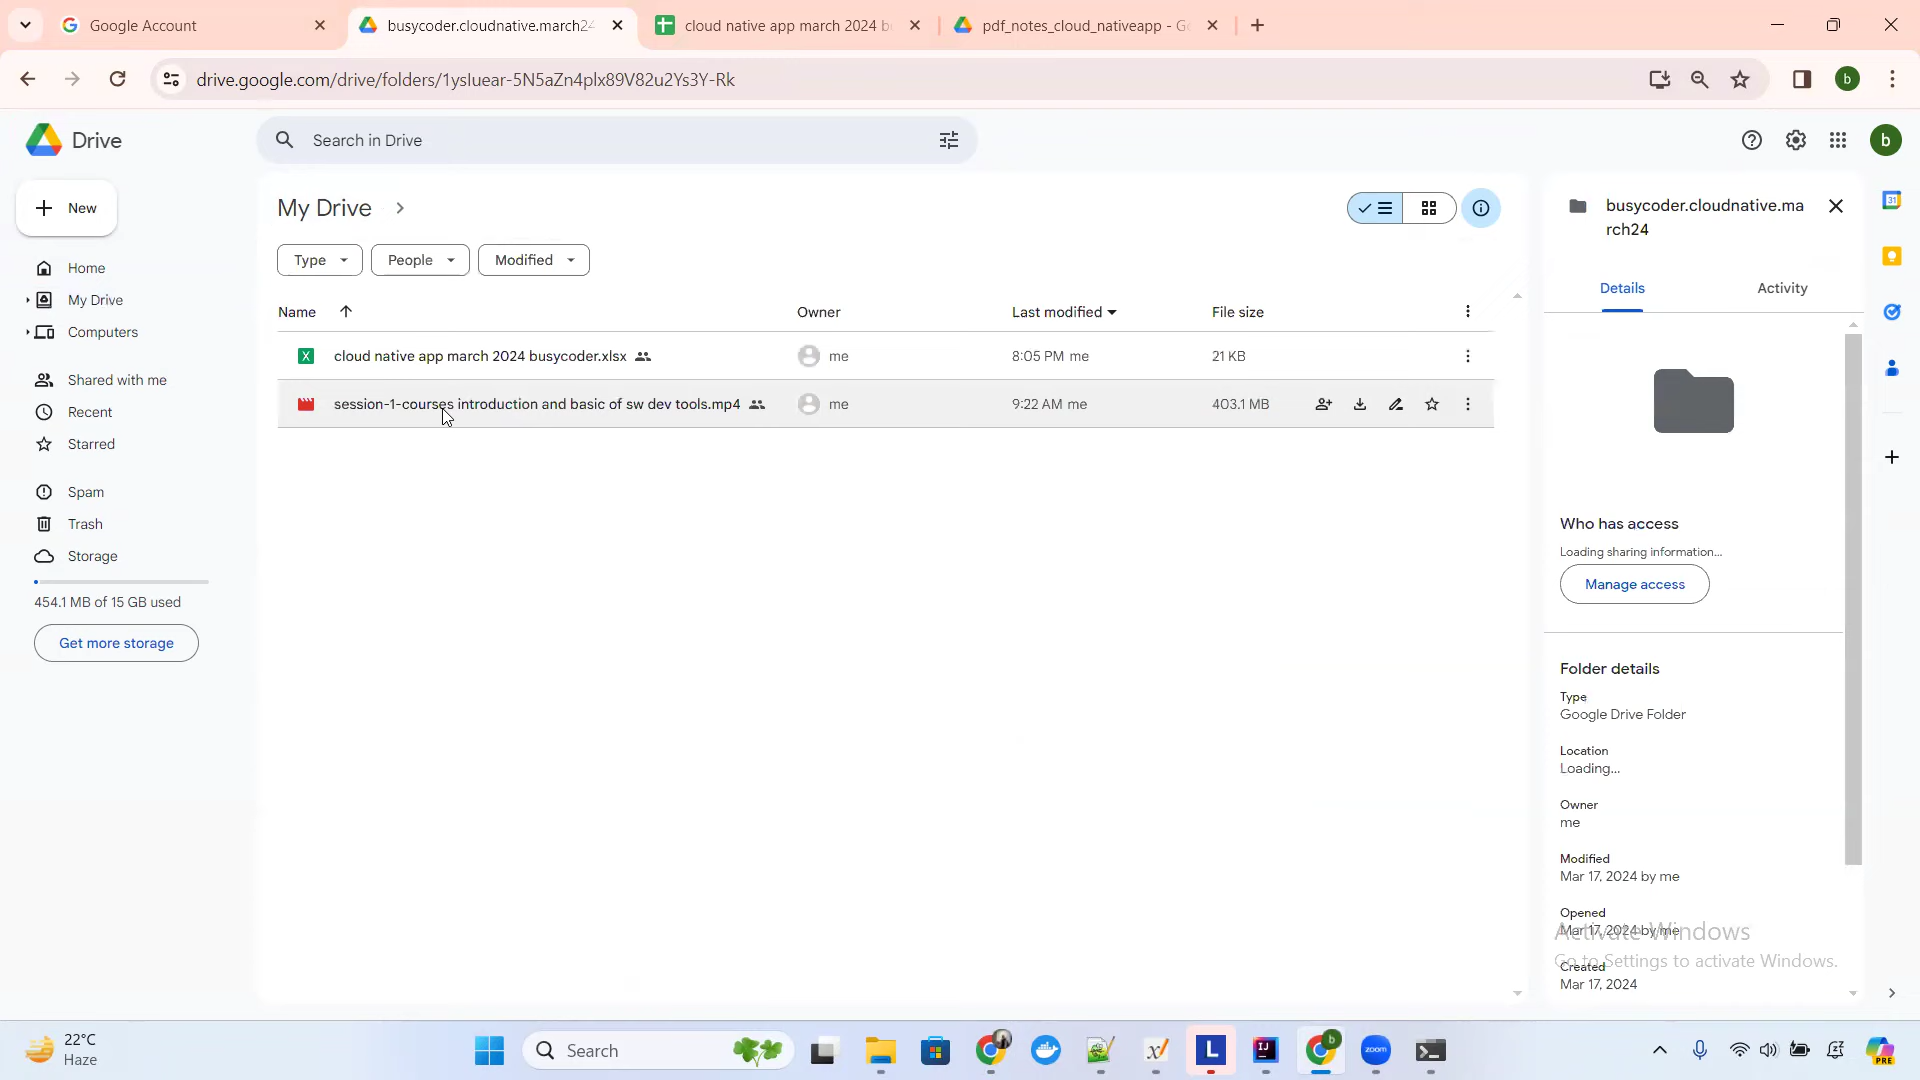 Google Account
busycoder.cloudnative.march24
cloud native app march 2024 b
pdf_notes_cloud_nativeapp - Go
drive.google.com/drive/folders/1ysIuear-5N5aZn4plx89V82u2Ys3Y-Rk
b
Drive
Search in Drive
b
New
My Drive
busycoder.cloudnative.ma
rch24
31
Type
People
Modified
Home
My Drive
Computers
Details
Activity
Name
Owner
Last modified
File size
X
cloud native app march 2024 busycoder.xlsx
me
8:05 PM me
21 KB
Shared with me
session-1-courses introduction and basic of sw dev tools.mp4
me
9:22 AM me
403.1 MB
Recent
Starred
Spam
Trash
Storage
454.1 MB of 15 GB used
Get more storage
Who has access
Loading sharing information...
Manage access
Folder details
Type
Google Drive Folder
Location
Loading...
Owner
me
Modified
Mar 17, 2024 by me
Opened
Mar 17, 2024 by me
Created
Mar 17, 2024
Activate Windows
Go to Settings to activate Windows.
22°C
Haze
Search
L
IJ
b
zoom
PRE